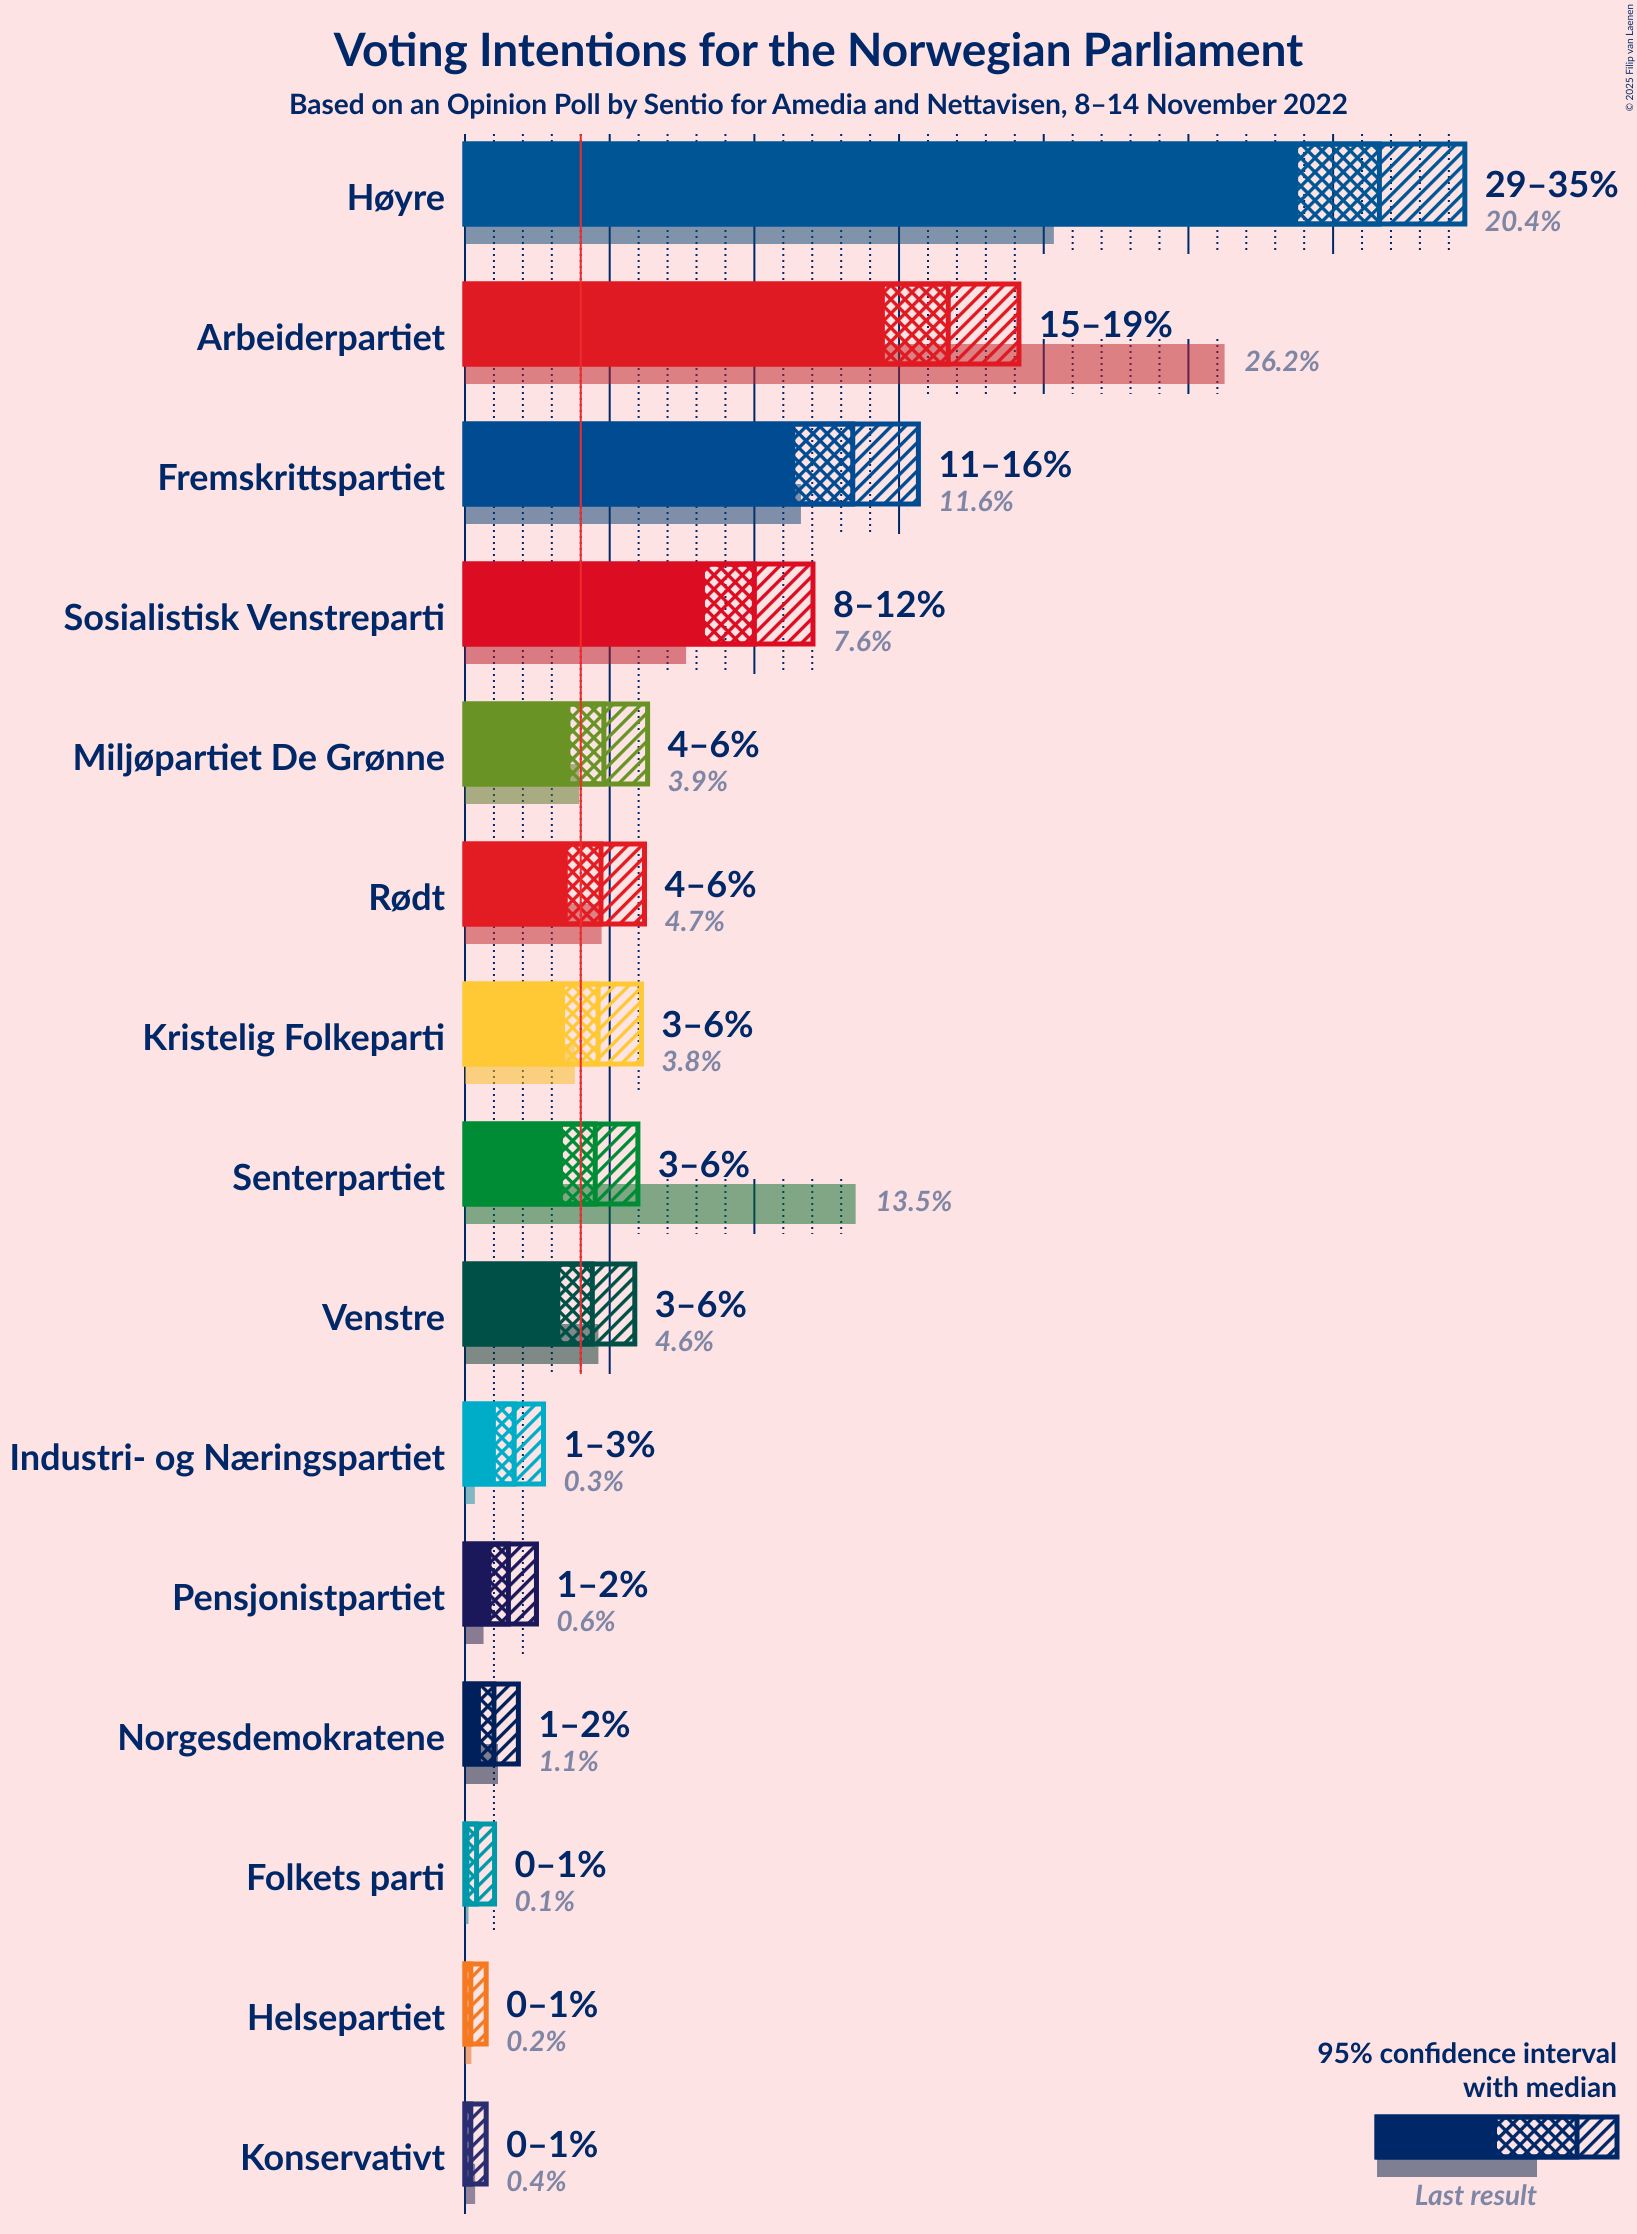 Voting Intentions for the Norwegian Parliament
Based on an Opinion Poll by Sentio for Amedia and Nettavisen, 8–14 November 2022
© 2025 Filip van Laenen
Høyre
29–35%
20.4%
Arbeiderpartiet
15–19%
26.2%
Fremskrittspartiet
11–16%
11.6%
Sosialistisk Venstreparti
8–12%
7.6%
Miljøpartiet De Grønne
4–6%
3.9%
Rødt
4–6%
4.7%
Kristelig Folkeparti
3–6%
3.8%
Senterpartiet
3–6%
13.5%
Venstre
3–6%
4.6%
Industri- og Næringspartiet
1–3%
0.3%
Pensjonistpartiet
1–2%
0.6%
Norgesdemokratene
1–2%
1.1%
Folkets parti
0–1%
0.1%
Helsepartiet
0–1%
0.2%
Konservativt
0–1%
0.4%
95% confidence interval
with median
Last result